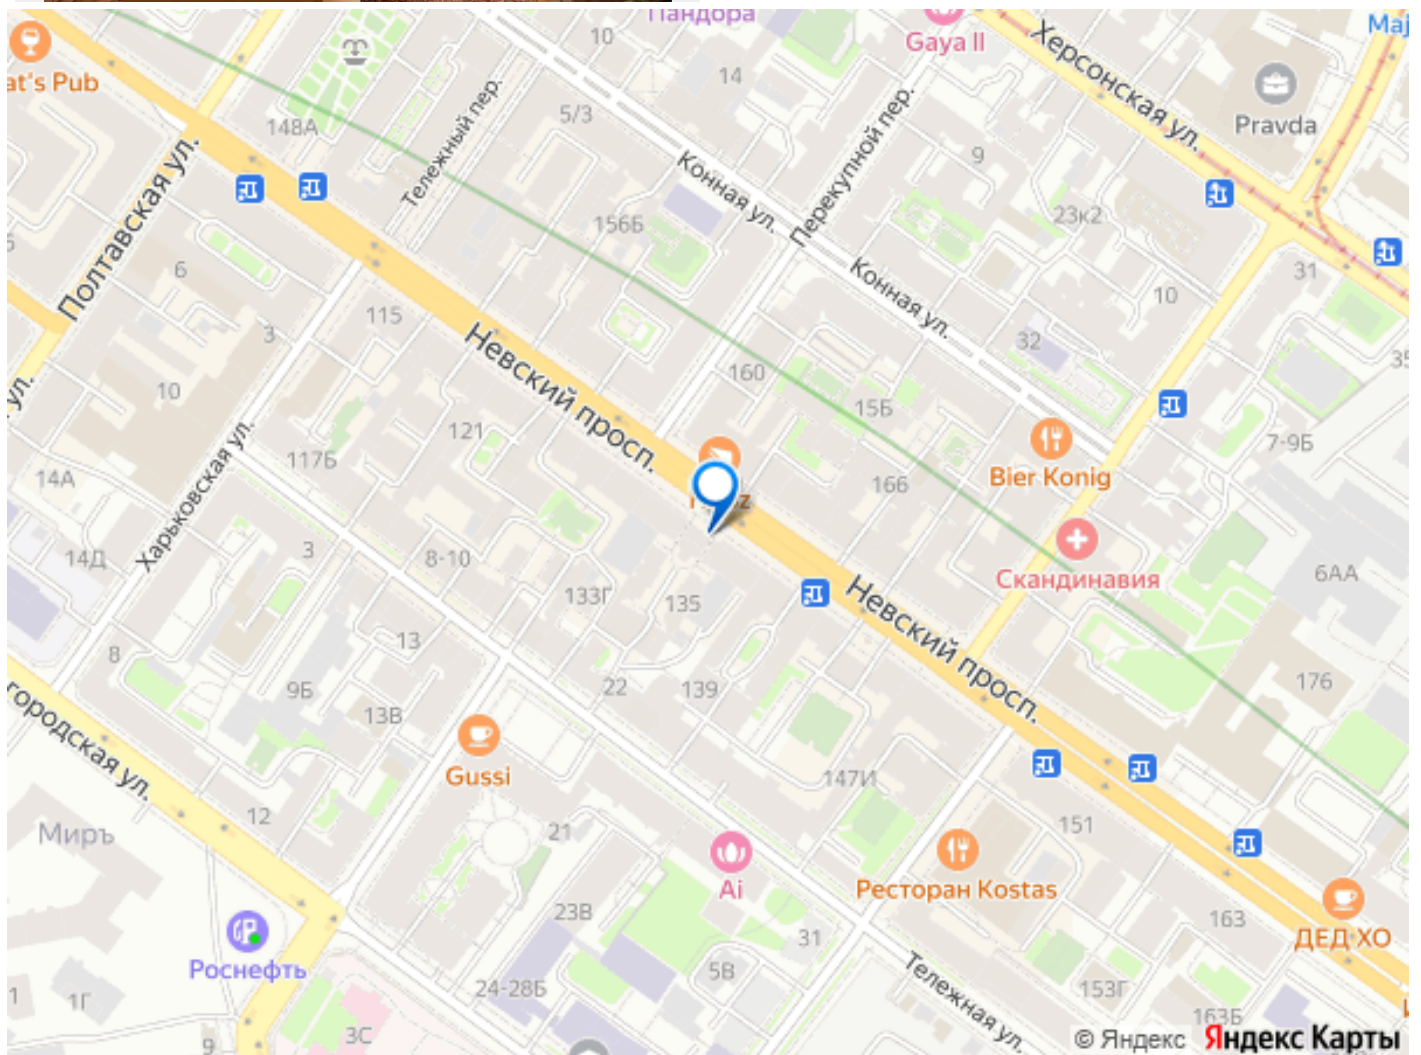 Пандора
10
Gaya II
Maj
at's Pub
Херсонская ул.
14
Pravda
148А
5/3
Тележный пер.
Перекупной пер.
9
Конная ул.
Полтавская ул.
156Б
23к2
6
Конная ул.
31
10
115
3
32
Невский просп.
160
35
10
15Б
ул.
121
7-9Б
117Б
Bier Konig
14А
166
Харьковская ул.
3
8-10
14Д
Скандинавия
6АА
133Г
135
Невский просп.
13
8
9Б
22
139
176
13В
городская ул.
Gussi
147И
12
21
151
Миръ
Ai
Ресторан Kostas
23В
163
ДЕД ХО
31
Роснефть
5В
Тележная ул.
24-28Б
153Г
1
1Г
3С
163Б
9
© Яндекс Яндекс Карты